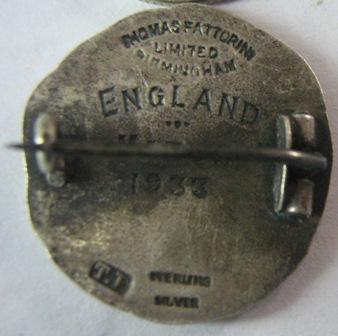 THOMAS FATTORINI
LIMITED
BIRMINGHAM
ENGLAND
1933
STERLING
SILVER